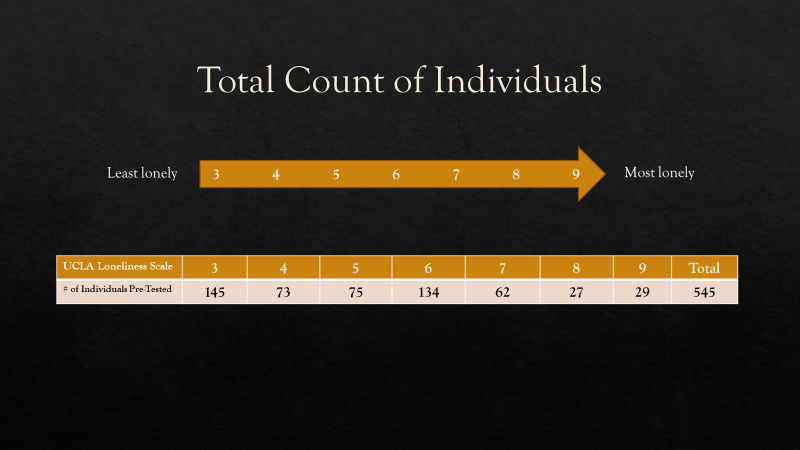 Total Count of Individuals
Least lonely 3 4 5 6 7 8 9 Most lonely
UCLA Loneliness Scale 3 4 5 6 7 8 9 Total
# of Individuals Pre-Tested 145 73 75 134 62 27 29 545